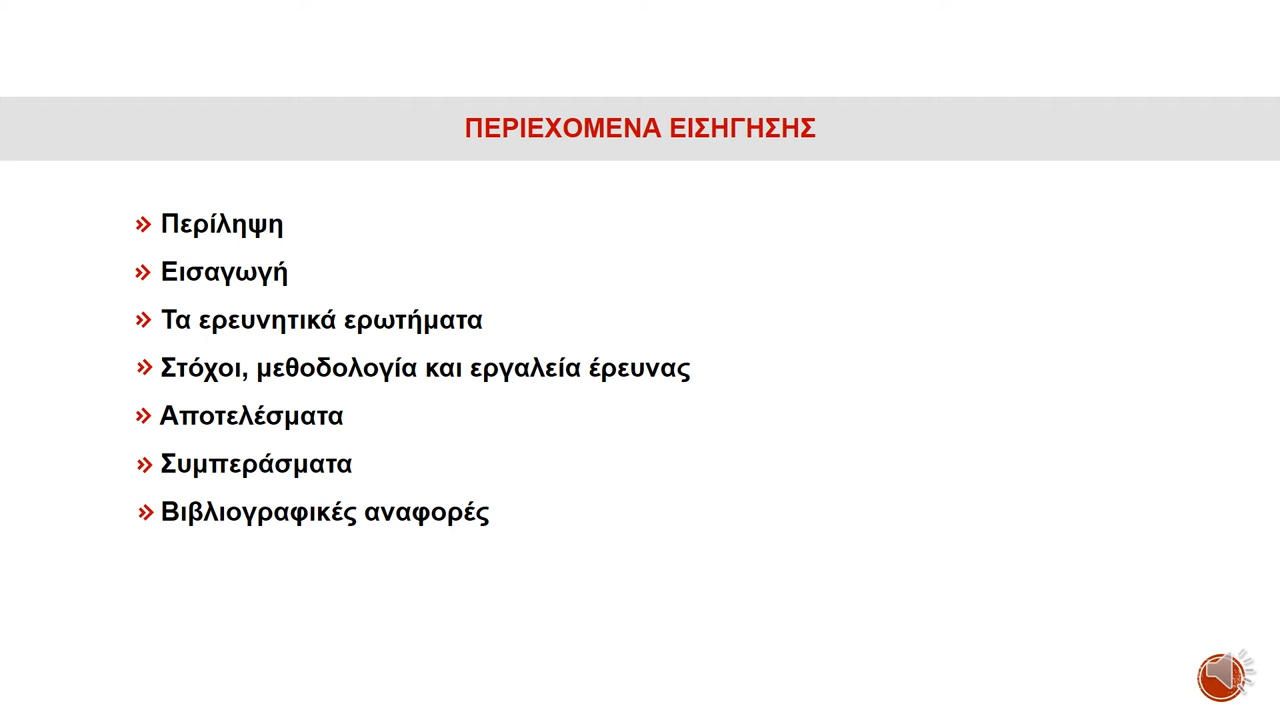 ΠΕΡΙΕΧΟΜΕΝΑ ΕΙΣΗΓΗΣΗΣ
Περίληψη
Εισαγωγή
Τα ερευνητικά ερωτήματα
Στόχοι, μεθοδολογία και εργαλεία έρευνας
Αποτελέσματα
Συμπεράσματα
Βιβλιογραφικές αναφορές